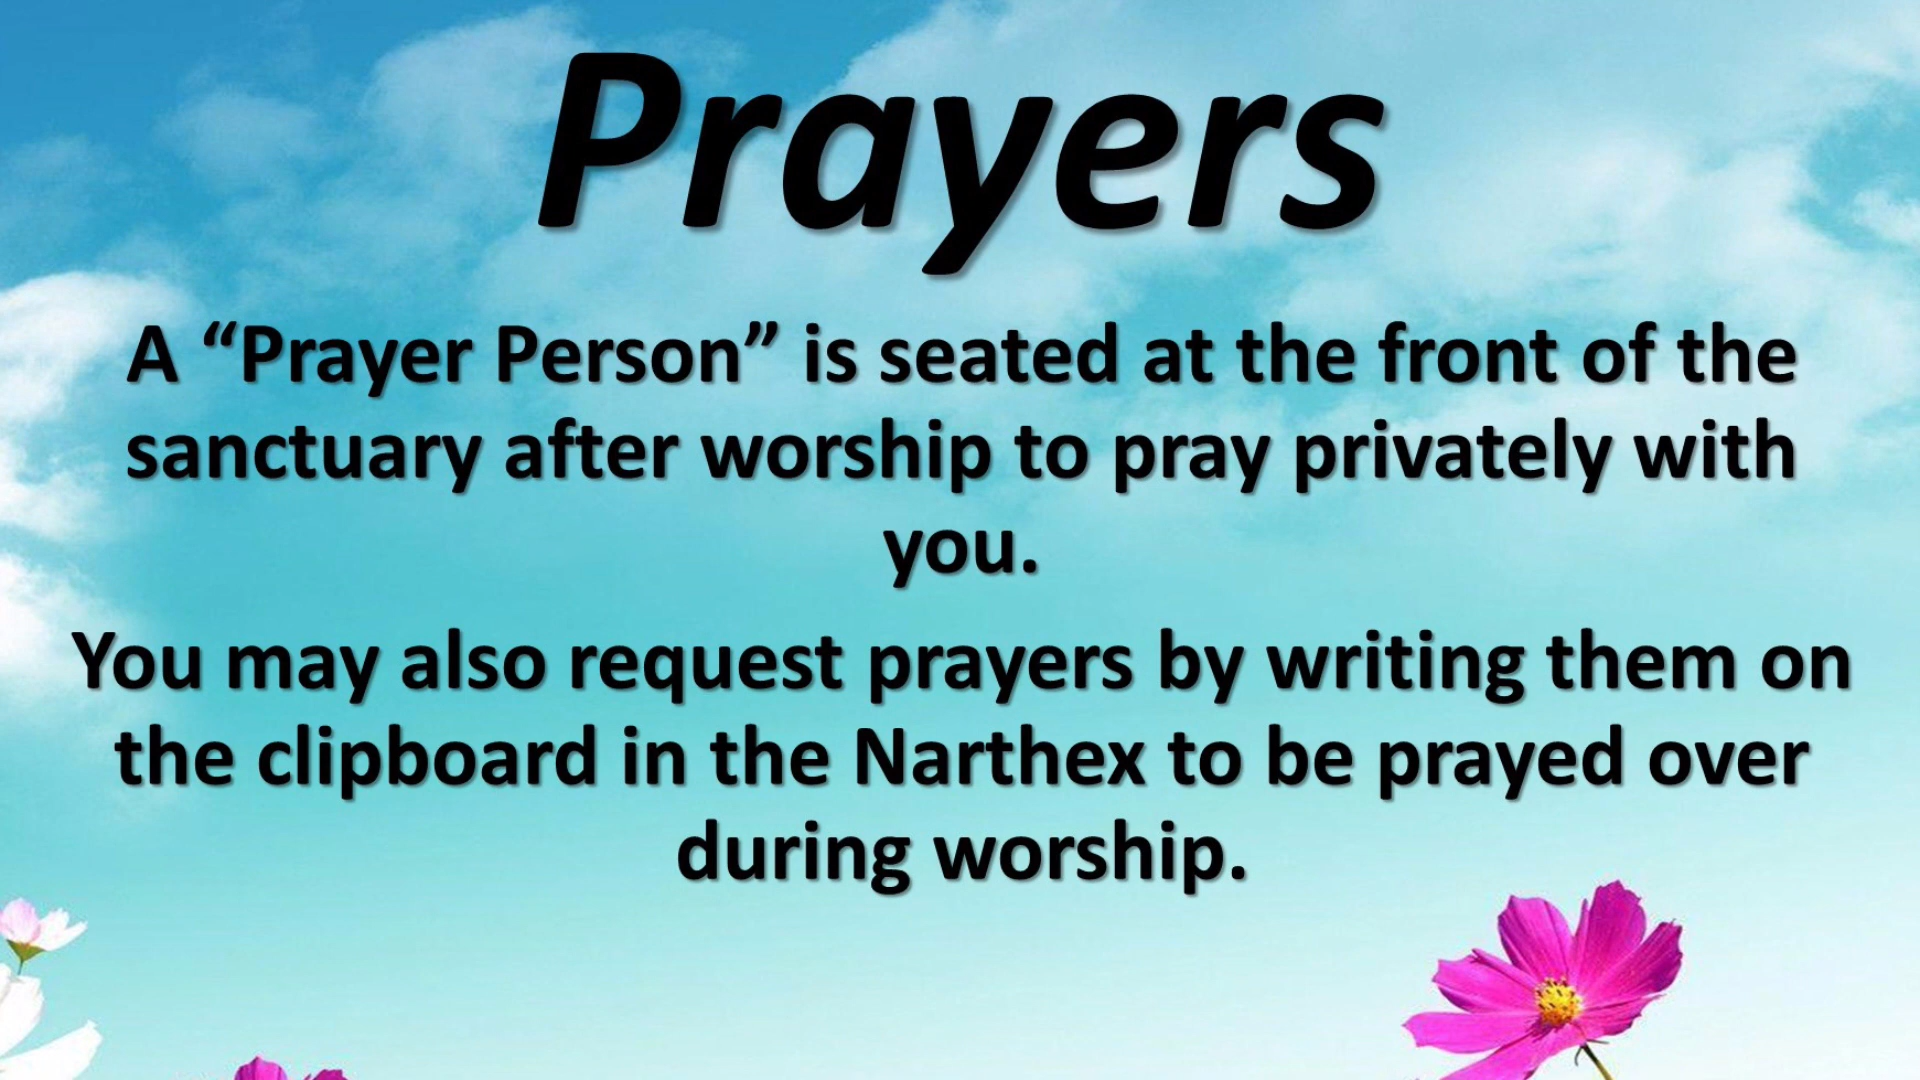 Prayers
A “Prayer Person” is seated at the front of the
sanctuary after worship to pray privately with
you.
You may also request prayers by writing them on
the clipboard in the Narthex to be prayed over
during worship.